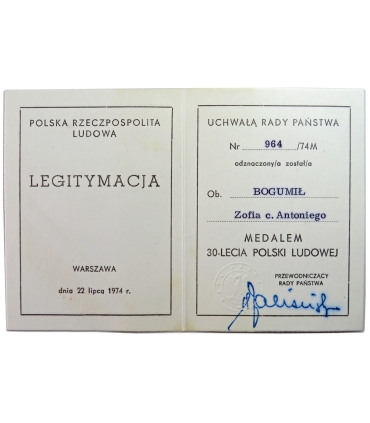 POLSKA RZECZPOSPOLITA
LUDOWA
LEGITYMACJA
WARSZAWA
dnia 22 lipca 1974 r.
UCHWAŁĄ RADY PAŃSTWA
Nr 964 /74M
odznaczony/a został/a
Ob. BOGUMIŁ
Zofia c. Antoniego
MEDALEM
30-LECIA POLSKI LUDOWEJ
PRZEWODNICZĄCY
RADY PAŃSTWA